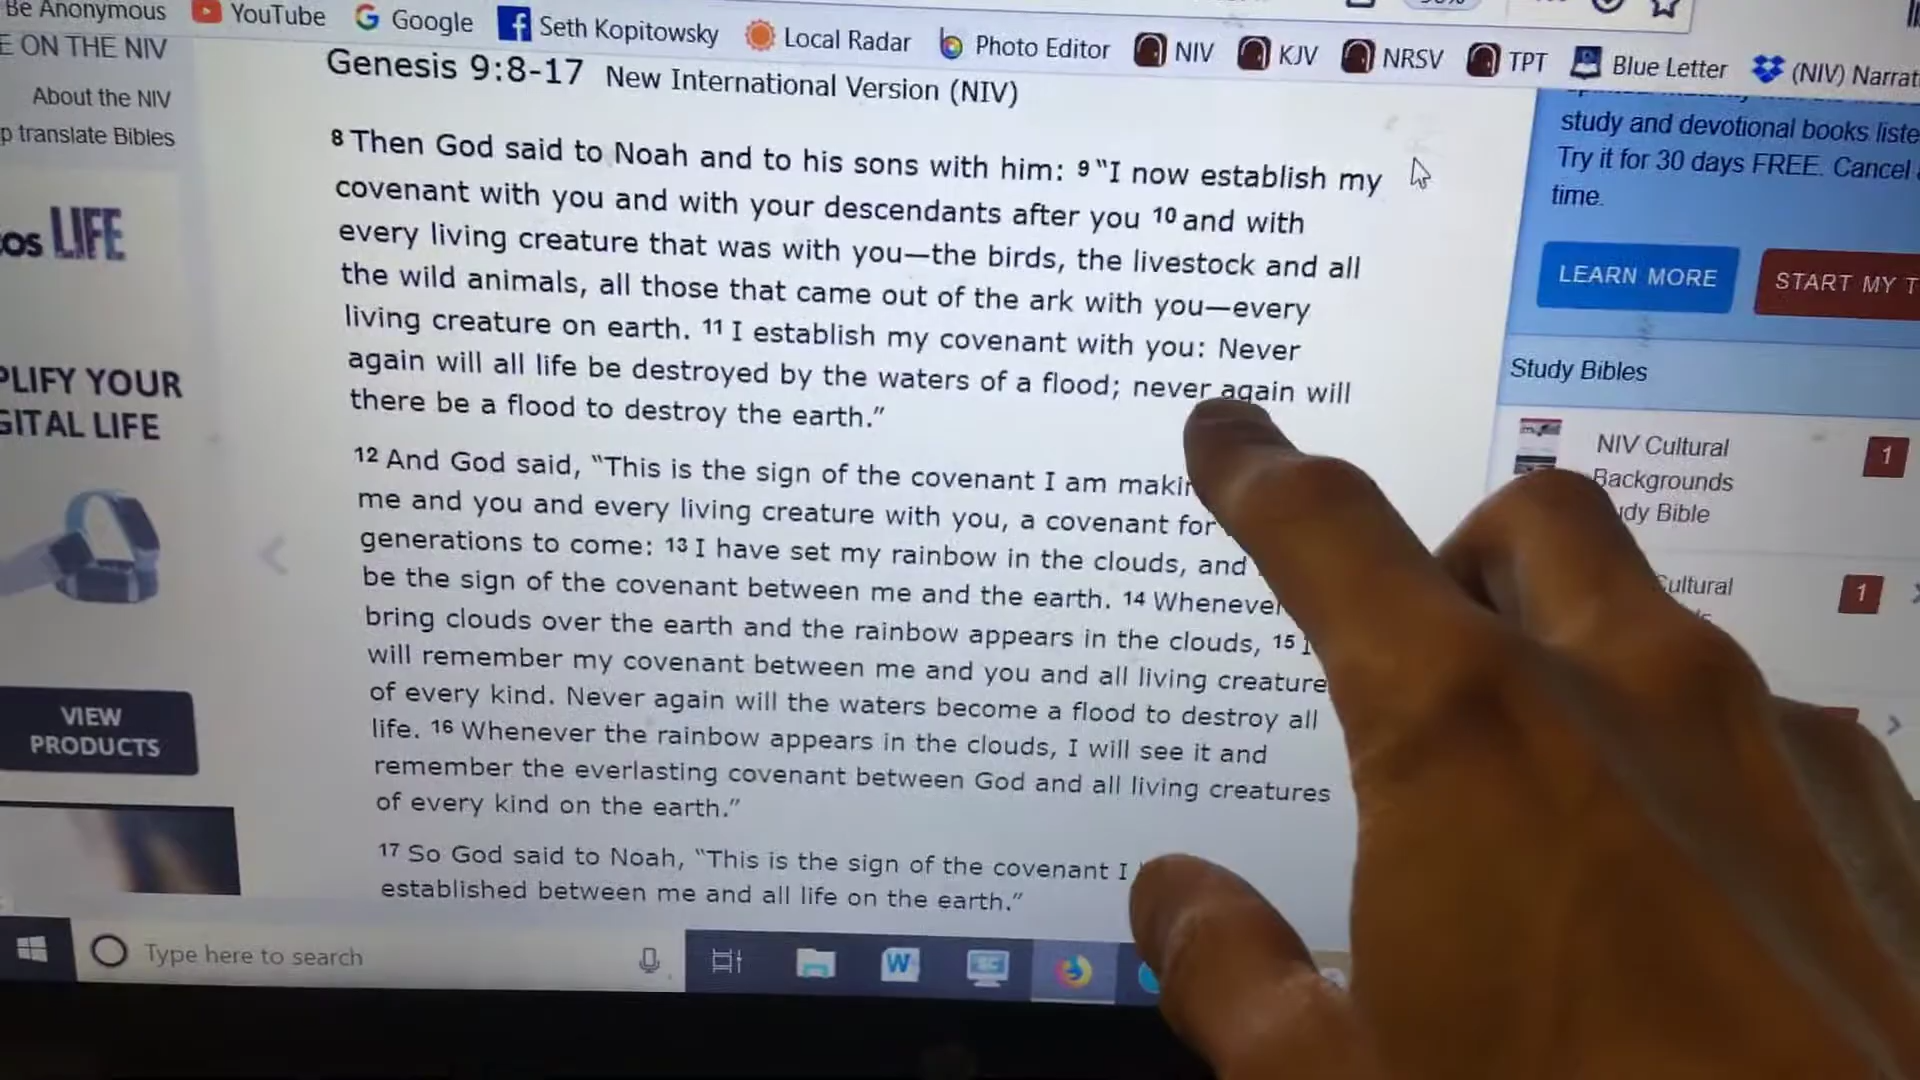 Be Anonymous YouTube Google Seth Kopitowsky Local Radar Photo Editor NIV KJV NRSV TPT Blue Letter (NIV) Narrat
E ON THE NIV
About the NIV
p translate Bibles
os LIFE
PLIFY YOUR
GITAL LIFE
VIEW
PRODUCTS
Genesis 9:8-17 New International Version (NIV)
8 Then God said to Noah and to his sons with him: 9 “I now establish my
covenant with you and with your descendants after you 10 and with
every living creature that was with you—the birds, the livestock and all
the wild animals, all those that came out of the ark with you—every
living creature on earth. 11 I establish my covenant with you: Never
again will all life be destroyed by the waters of a flood; never again will
there be a flood to destroy the earth.”
12 And God said, “This is the sign of the covenant I am makin
me and you and every living creature with you, a covenant for
generations to come: 13 I have set my rainbow in the clouds, and
be the sign of the covenant between me and the earth. 14 Whenever
bring clouds over the earth and the rainbow appears in the clouds, 15 I
will remember my covenant between me and you and all living creature
of every kind. Never again will the waters become a flood to destroy all
life. 16 Whenever the rainbow appears in the clouds, I will see it and
remember the everlasting covenant between God and all living creatures
of every kind on the earth.”
17 So God said to Noah, “This is the sign of the covenant I
established between me and all life on the earth.”
study and devotional books liste
Try it for 30 days FREE. Cancel
time.
LEARN MORE
START MY T
Study Bibles
NIV Cultural
Backgrounds
dy Bible
1
ultural
1
Type here to search